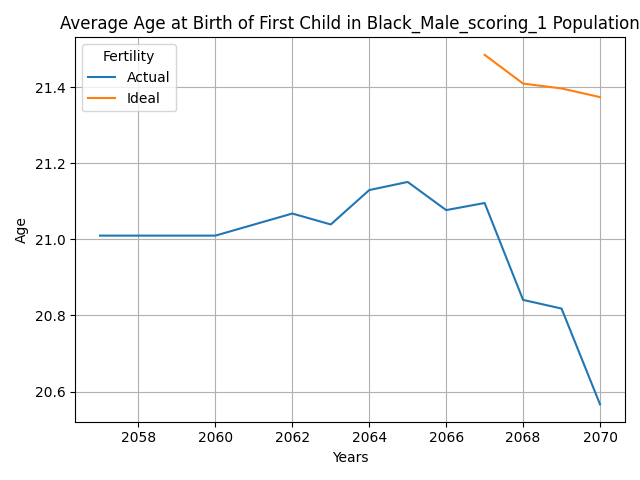 Average Age at Birth of First Child in Black_Male_scoring_1 Population
Fertility
Actual
Ideal
21.4
21.2
21.0
20.8
20.6
Age
2058 2060 2062 2064 2066 2068 2070
Years